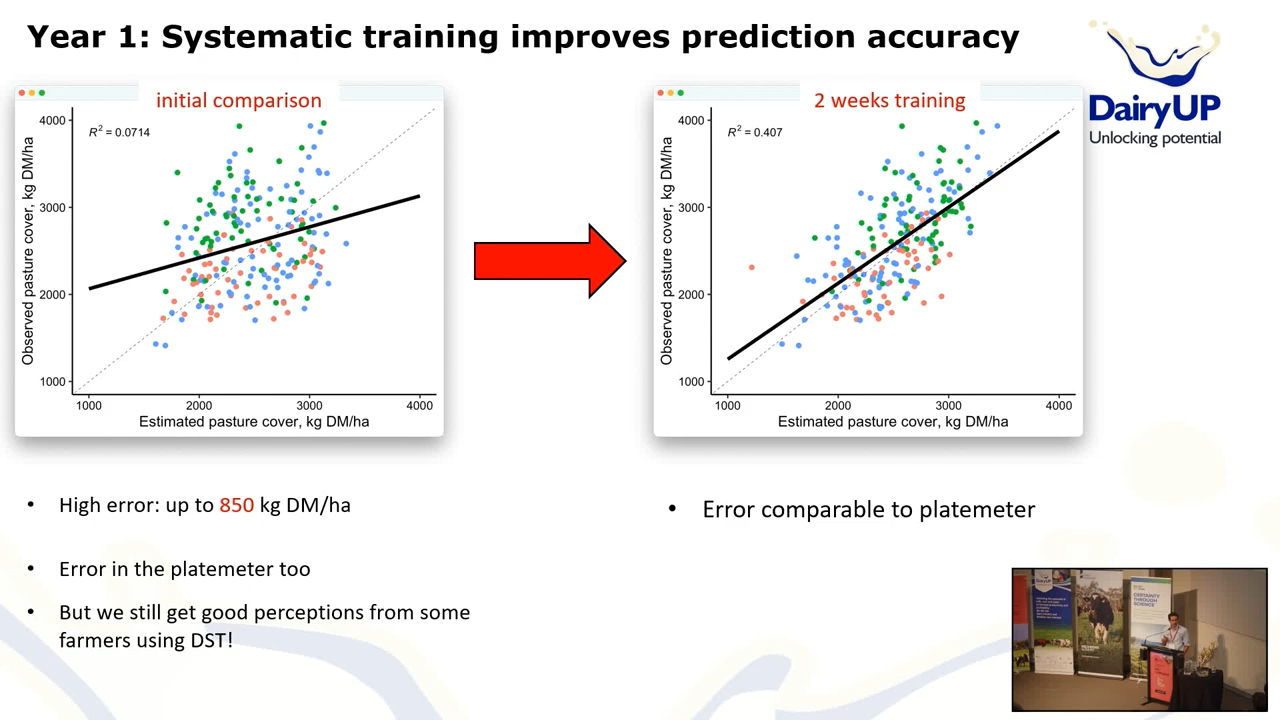 Year 1: Systematic training improves prediction accuracy
DairyUP
Unlocking potential
initial comparison
R² = 0.0714
Observed pasture cover, kg DM/ha
4000
3000
2000
1000
1000 2000 3000 4000
Estimated pasture cover, kg DM/ha
2 weeks training
R² = 0.407
Observed pasture cover, kg DM/ha
4000
3000
2000
1000
1000 2000 3000 4000
Estimated pasture cover, kg DM/ha
• High error: up to 850 kg DM/ha
• Error in the platemeter too
• But we still get good perceptions from some
farmers using DST!
• Error comparable to platemeter
CERTAINTY
THROUGH
SCIENCE